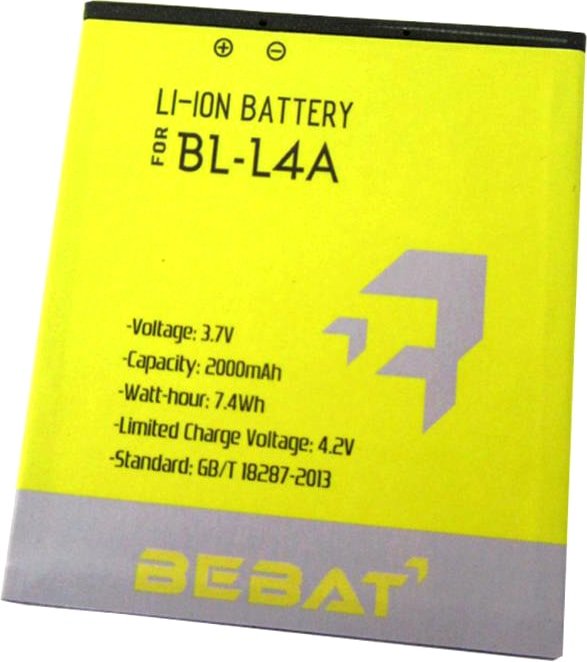 LI-ION BATTERY
FOR BL-L4A
-Voltage: 3.7V
-Capacity: 2000mAh
-Watt-hour: 7.4Wh
-Limited Charge Voltage: 4.2V
-Standard: GB/T 18287-2013
BEBAT